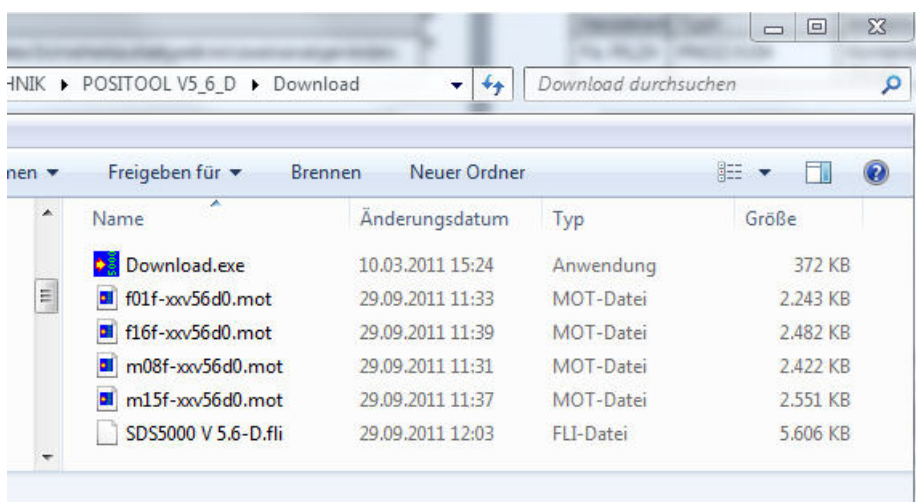 HNIK ▸ POSITOOL V5_6_D ▸ Download Download durchsuchen
Freigeben für Brennen Neuer Ordner
Name Änderungsdatum Typ Größe
Download.exe 10.03.2011 15:24 Anwendung 372 KB
f01f-xxv56d0.mot 29.09.2011 11:33 MOT-Datei 2.243 KB
f16f-xxv56d0.mot 29.09.2011 11:39 MOT-Datei 2.482 KB
m08f-xxv56d0.mot 29.09.2011 11:31 MOT-Datei 2.422 KB
m15f-xxv56d0.mot 29.09.2011 11:37 MOT-Datei 2.551 KB
SDS5000 V 5.6-D.fli 29.09.2011 12:03 FLI-Datei 5.606 KB